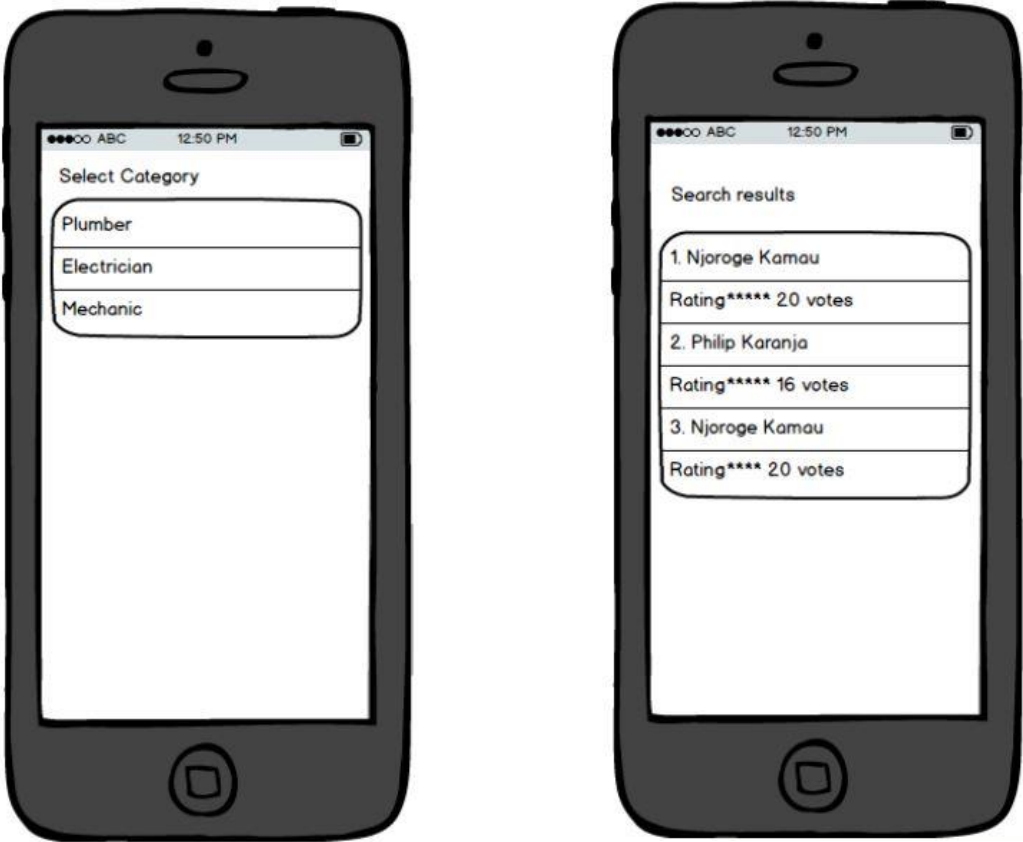 ABC 12:50 PM
Select Category
Plumber
Electrician
Mechanic
ABC 12:50 PM
Search results
1. Njoroge Kamau
Rating***** 20 votes
2. Philip Karanja
Rating***** 16 votes
3. Njoroge Kamau
Rating**** 20 votes